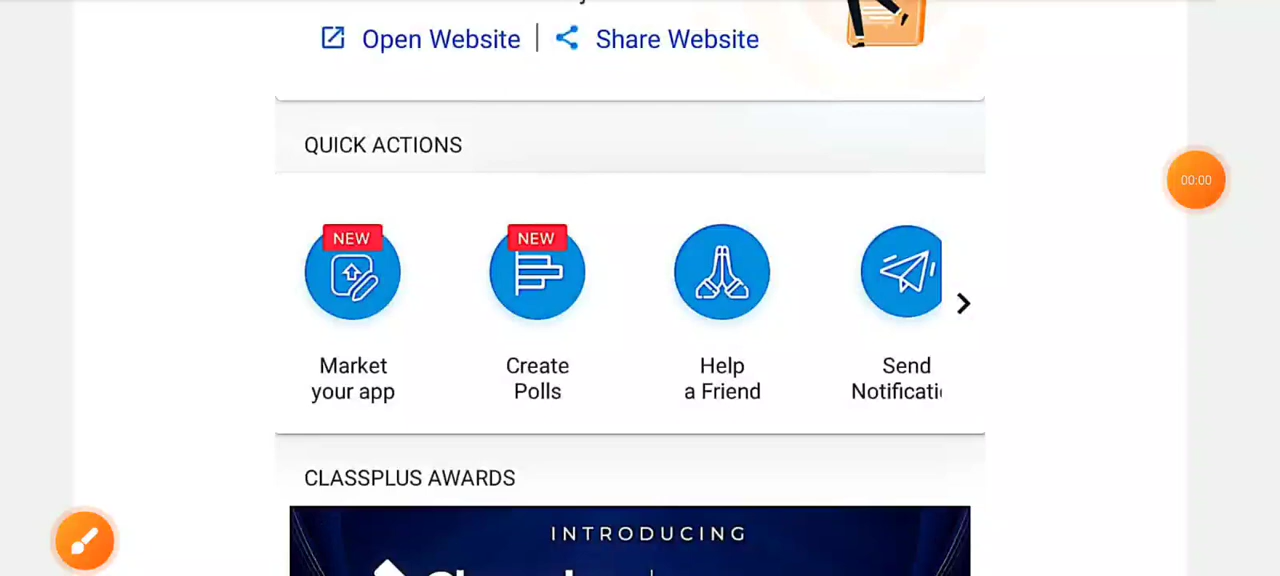 Open Website | Share Website
QUICK ACTIONS
00:00
NEW NEW
Market Create Help Send
your app Polls a Friend Notificati
CLASSPLUS AWARDS
INTRODUCING